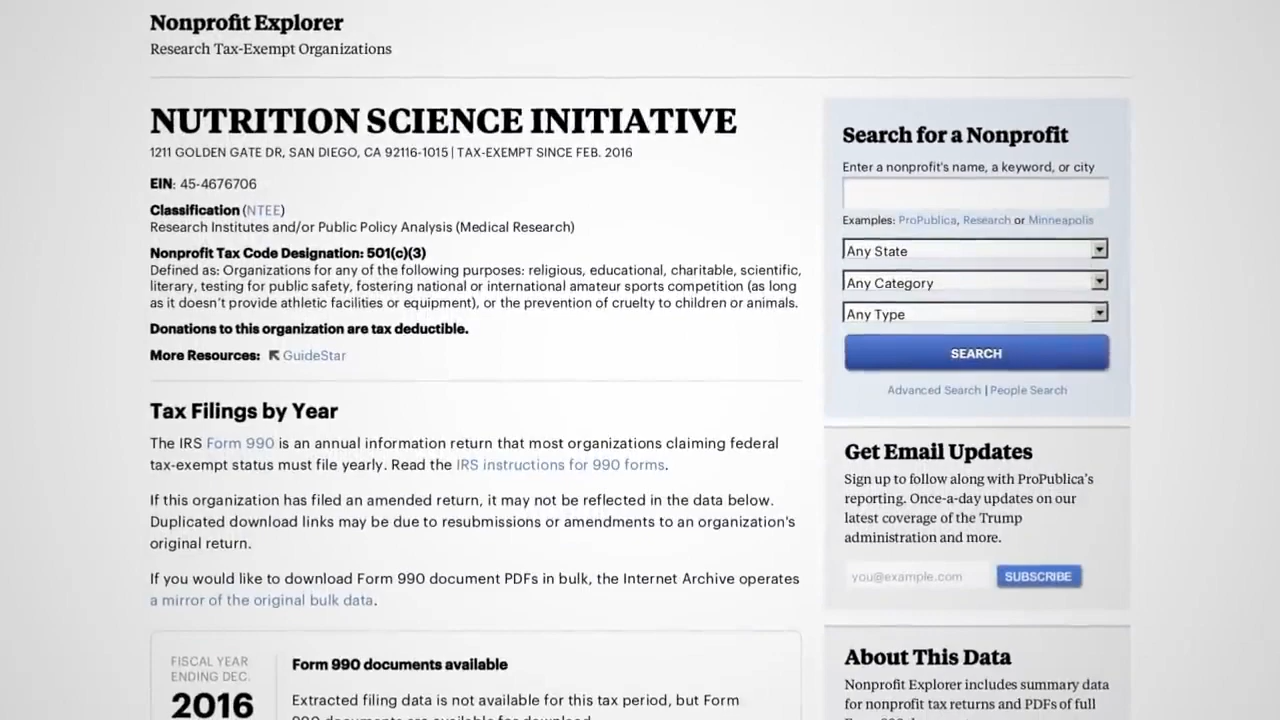 Nonprofit Explorer
Research Tax-Exempt Organizations
NUTRITION SCIENCE INITIATIVE
1211 GOLDEN GATE DR, SAN DIEGO, CA 92116-1015 | TAX-EXEMPT SINCE FEB. 2016
EIN: 45-4676706
Classification (NTEE)
Research Institutes and/or Public Policy Analysis (Medical Research)
Nonprofit Tax Code Designation: 501(c)(3)
Defined as: Organizations for any of the following purposes: religious, educational, charitable, scientific,
literary, testing for public safety, fostering national or international amateur sports competition (as long
as it doesn't provide athletic facilities or equipment), or the prevention of cruelty to children or animals.
Donations to this organization are tax deductible.
More Resources: GuideStar
Tax Filings by Year
The IRS Form 990 is an annual information return that most organizations claiming federal
tax-exempt status must file yearly. Read the IRS instructions for 990 forms.
If this organization has filed an amended return, it may not be reflected in the data below.
Duplicated download links may be due to resubmissions or amendments to an organization's
original return.
If you would like to download Form 990 document PDFs in bulk, the Internet Archive operates
a mirror of the original bulk data.
FISCAL YEAR
ENDING DEC.
2016
Form 990 documents available
Extracted filing data is not available for this tax period, but Form
Search for a Nonprofit
Enter a nonprofit's name, a keyword, or city
Examples: ProPublica, Research or Minneapolis
Any State
Any Category
Any Type
SEARCH
Advanced Search | People Search
Get Email Updates
Sign up to follow along with ProPublica's
reporting. Once-a-day updates on our
latest coverage of the Trump
administration and more.
you@example.com
SUBSCRIBE
About This Data
Nonprofit Explorer includes summary data
for nonprofit tax returns and PDFs of full